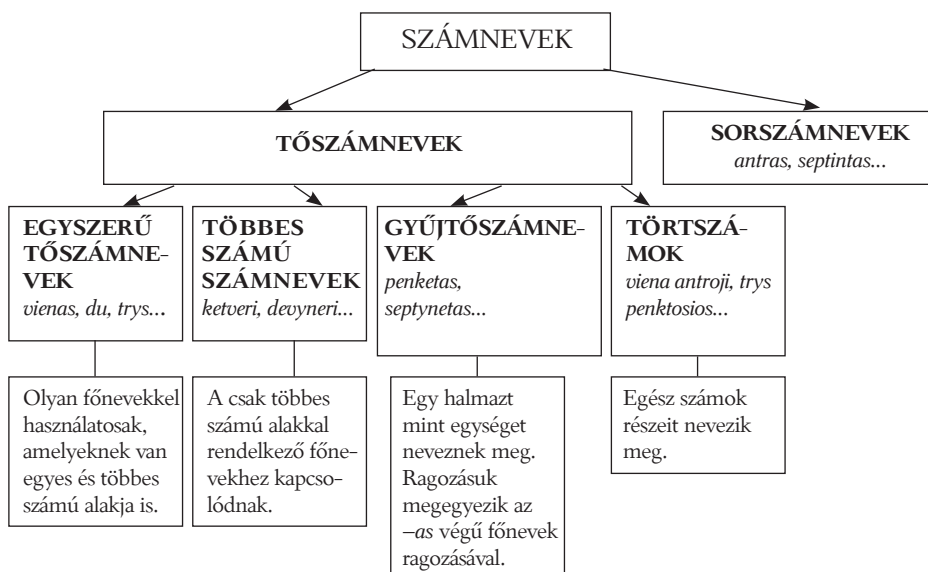 SZÁMNEVEK
TŐSZÁMNEVEK
SORSZÁMNEVEK
antras, septintas...
EGYSZERŰ
TŐSZÁMNE-
VEK
vienas, du, trys...
TÖBBES
SZÁMÚ
SZÁMNEVEK
ketveri, devyneri...
GYŰJTŐSZÁMNE-
VEK
penketas,
septynetas...
TÖRTSZÁ-
MOK
viena antroji, trys
penktosios...
Olyan főnevekkel
használatosak,
amelyeknek van
egyes és többes
számú alakja is.
A csak többes
számú alakkal
rendelkező főne-
vekhez kapcso-
lódnak.
Egy halmazt
mint egységet
neveznek meg.
Ragozásuk
megegyezik az
–as végű főnevek
ragozásával.
Egész számok
részeit nevezik
meg.